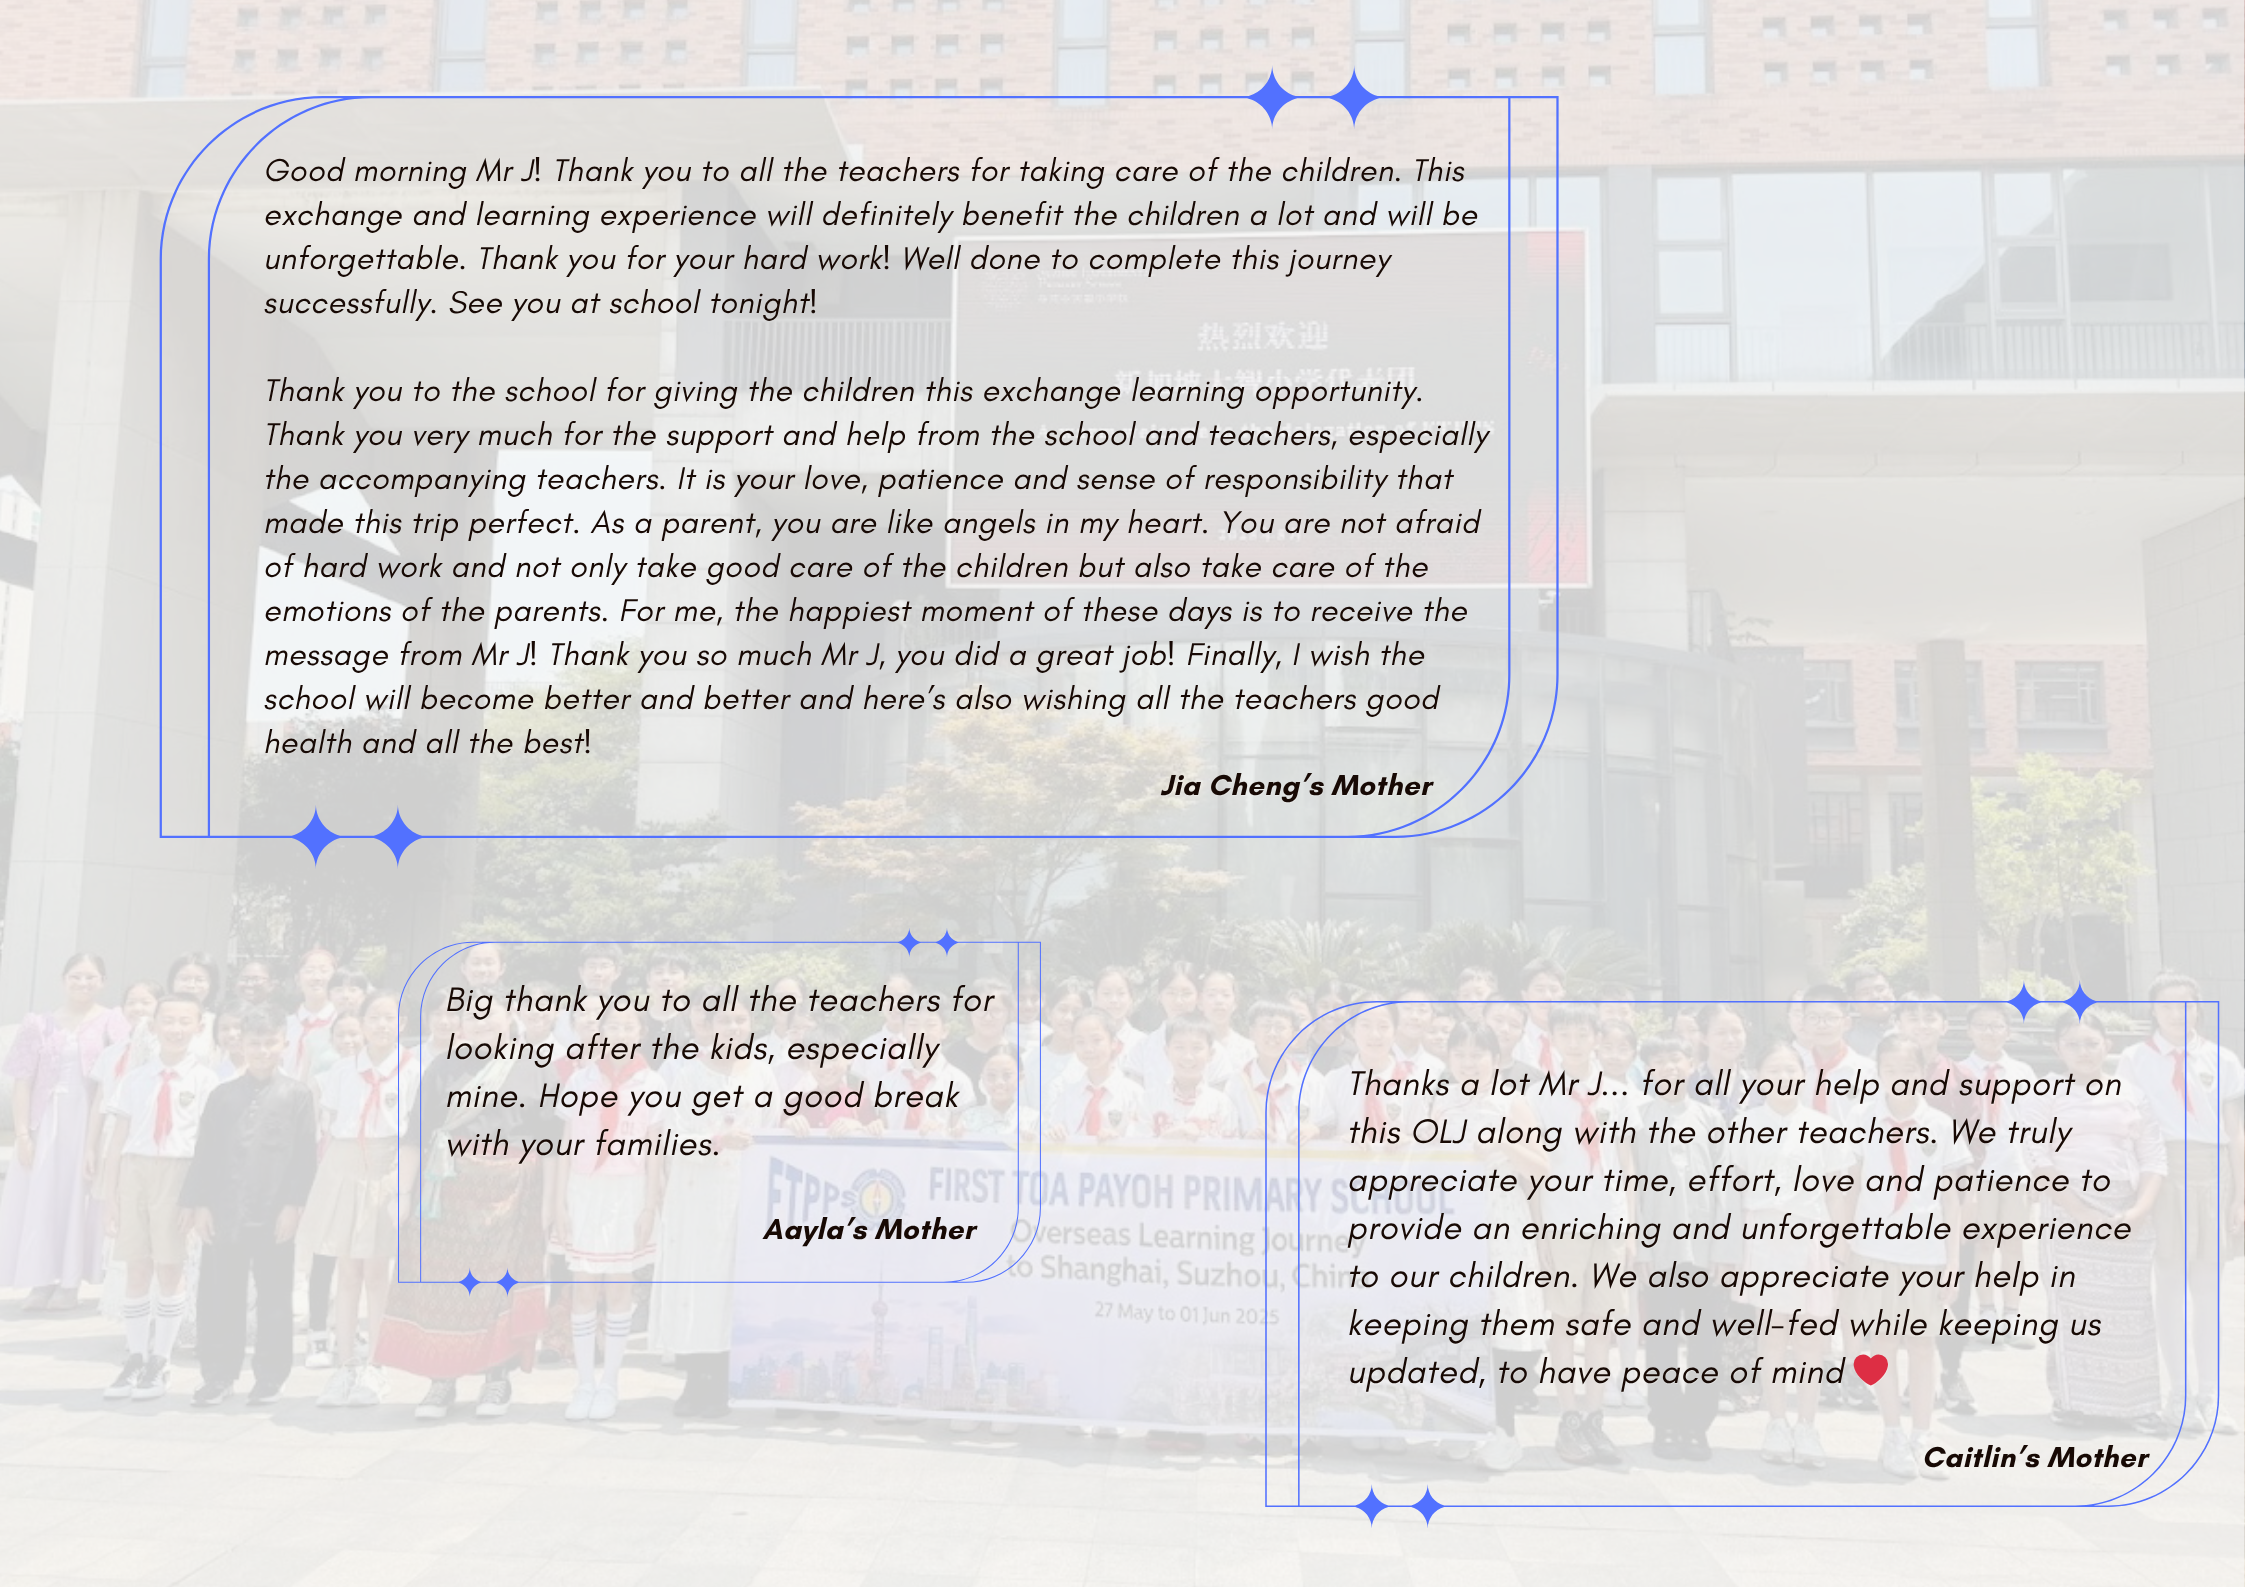 Good morning Mr J! Thank you to all the teachers for taking care of the children. This
exchange and learning experience will definitely benefit the children a lot and will be
unforgettable. Thank you for your hard work! Well done to complete this journey
successfully. See you at school tonight!
Thank you to the school for giving the children this exchange learning opportunity.
Thank you very much for the support and help from the school and teachers, especially
the accompanying teachers. It is your love, patience and sense of responsibility that
made this trip perfect. As a parent, you are like angels in my heart. You are not afraid
of hard work and not only take good care of the children but also take care of the
emotions of the parents. For me, the happiest moment of these days is to receive the
message from Mr J! Thank you so much Mr J, you did a great job! Finally, I wish the
school will become better and better and here's also wishing all the teachers good
health and all the best!
Jia Cheng's Mother
热烈欢迎
新加坡大智小学代表团
Big thank you to all the teachers for
looking after the kids, especially
mine. Hope you get a good break
with your families.
Aayla's Mother
Thanks a lot Mr J... for all your help and support on
this OLJ along with the other teachers. We truly
appreciate your time, effort, love and patience to
provide an enriching and unforgettable experience
to our children. We also appreciate your help in
keeping them safe and well-fed while keeping us
updated, to have peace of mind ❤
Caitlin's Mother
FTPPS FIRST TOA PAYOH PRIMARY SCHOOL
Overseas Learning Journey
to Shanghai, Suzhou, China
27 May to 01 Jun 2025